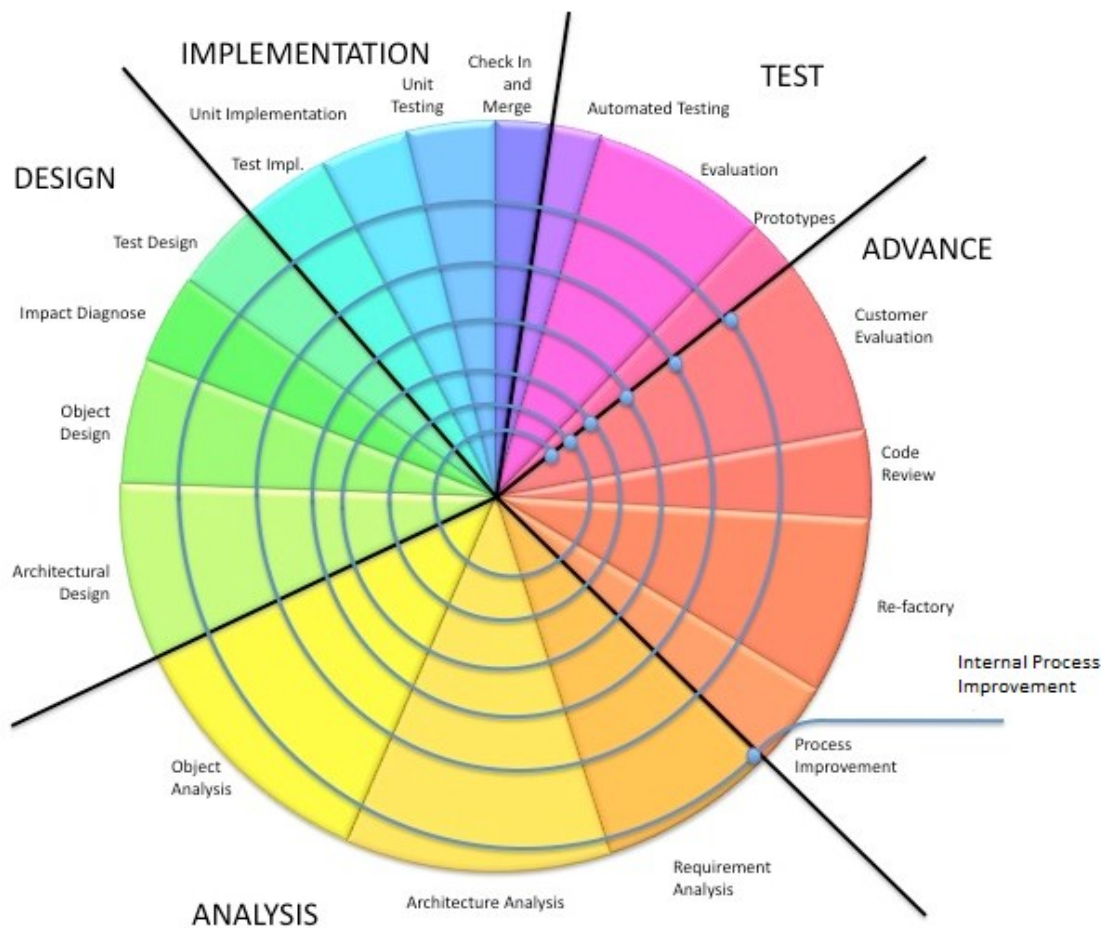 IMPLEMENTATION
Check In
and
Merge
TEST
Unit
Testing
Automated Testing
Unit Implementation
Test Impl.
Evaluation
DESIGN
Prototypes
Test Design
ADVANCE
Impact Diagnose
Customer
Evaluation
Object
Design
Code
Review
Architectural
Design
Re-factory
Internal Process
Improvement
Process
Improvement
Object
Analysis
Requirement
Analysis
Architecture Analysis
ANALYSIS